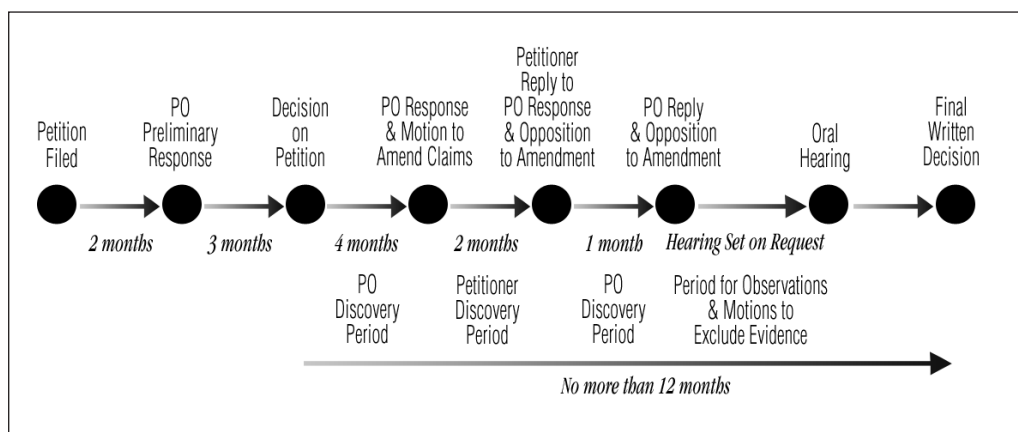 Petition
Filed
PO
Preliminary
Response
Decision
on
Petition
PO Response
& Motion to
Amend Claims
Petitioner
Reply to
PO Response
& Opposition
to Amendment
PO Reply
& Opposition
to Amendment
Oral
Hearing
Final
Written
Decision
2 months
3 months
4 months
2 months
1 month
Hearing Set on Request
PO
Discovery
Period
Petitioner
Discovery
Period
PO
Discovery
Period
Period for Observations
& Motions to
Exclude Evidence
No more than 12 months